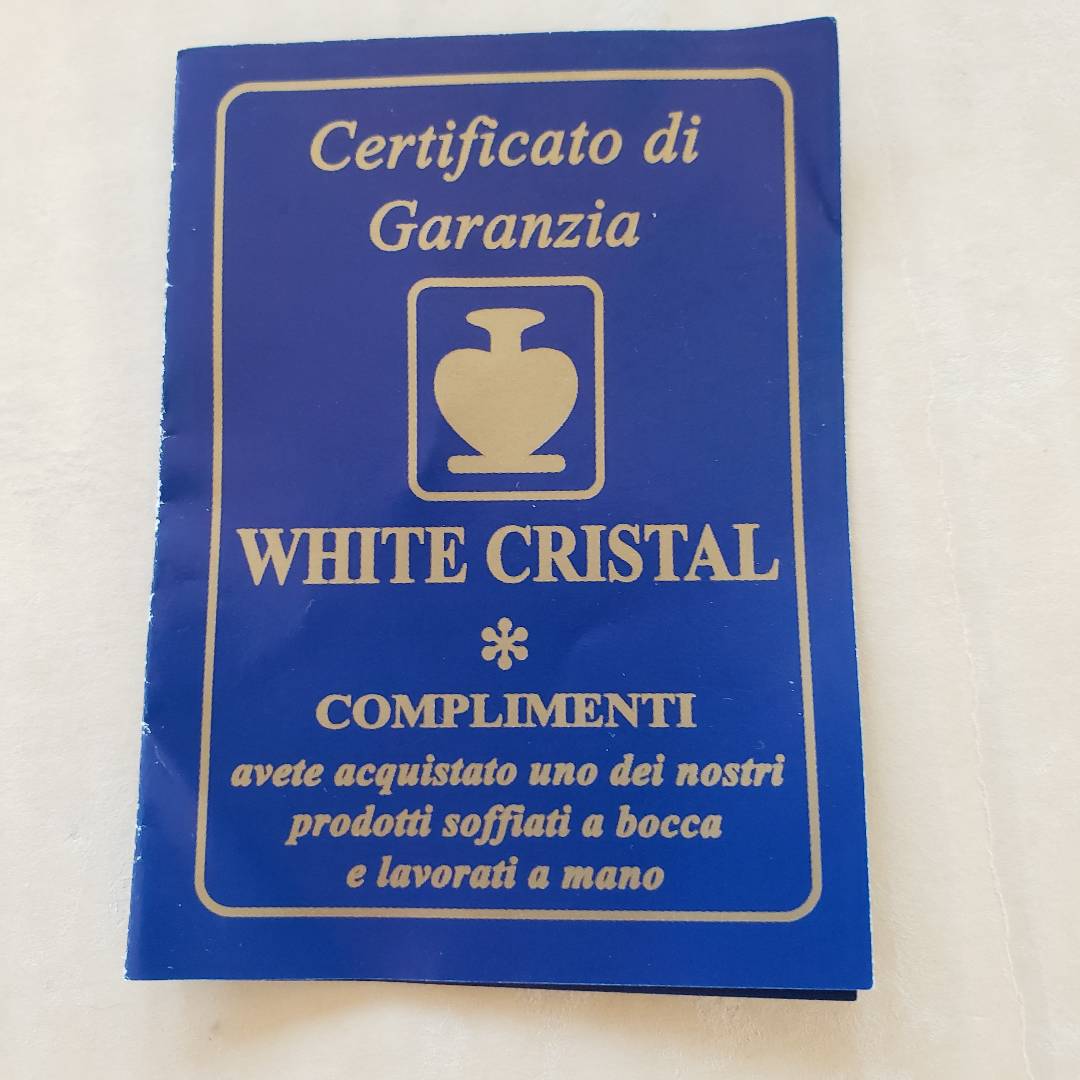 Certificato di
Garanzia
WHITE CRISTAL
COMPLIMENTI
avete acquistato uno dei nostri
prodotti soffiati a bocca
e lavorati a mano